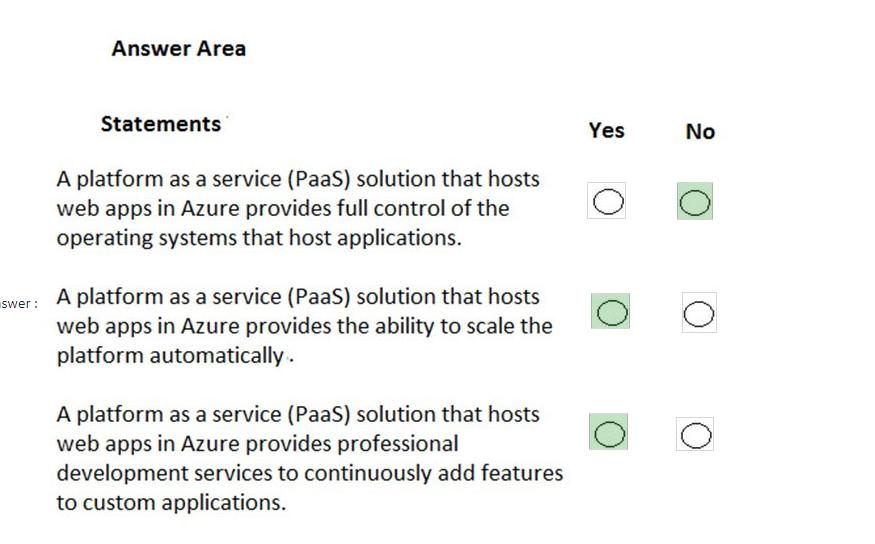 Answer Area
Statements Yes No
A platform as a service (PaaS) solution that hosts
web apps in Azure provides full control of the
operating systems that host applications.
swer :
A platform as a service (PaaS) solution that hosts
web apps in Azure provides the ability to scale the
platform automatically.
A platform as a service (PaaS) solution that hosts
web apps in Azure provides professional
development services to continuously add features
to custom applications.